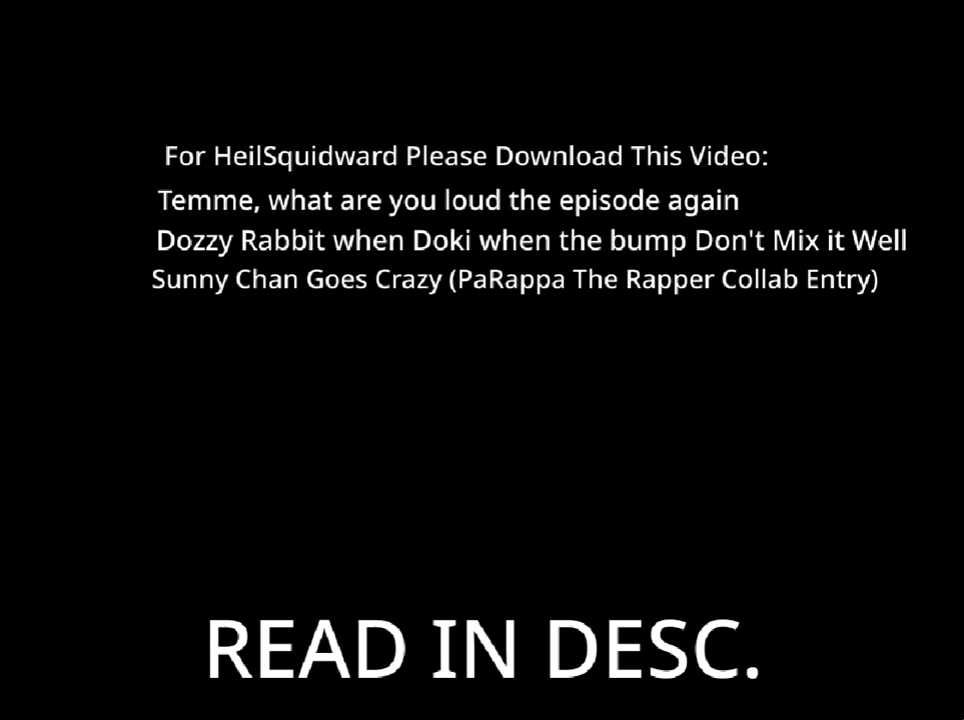 For HeilSquidward Please Download This Video:
Temme, what are you loud the episode again
Dozzy Rabbit when Doki when the bump Don't Mix it Well
Sunny Chan Goes Crazy (PaRappa The Rapper Collab Entry)
READ IN DESC.